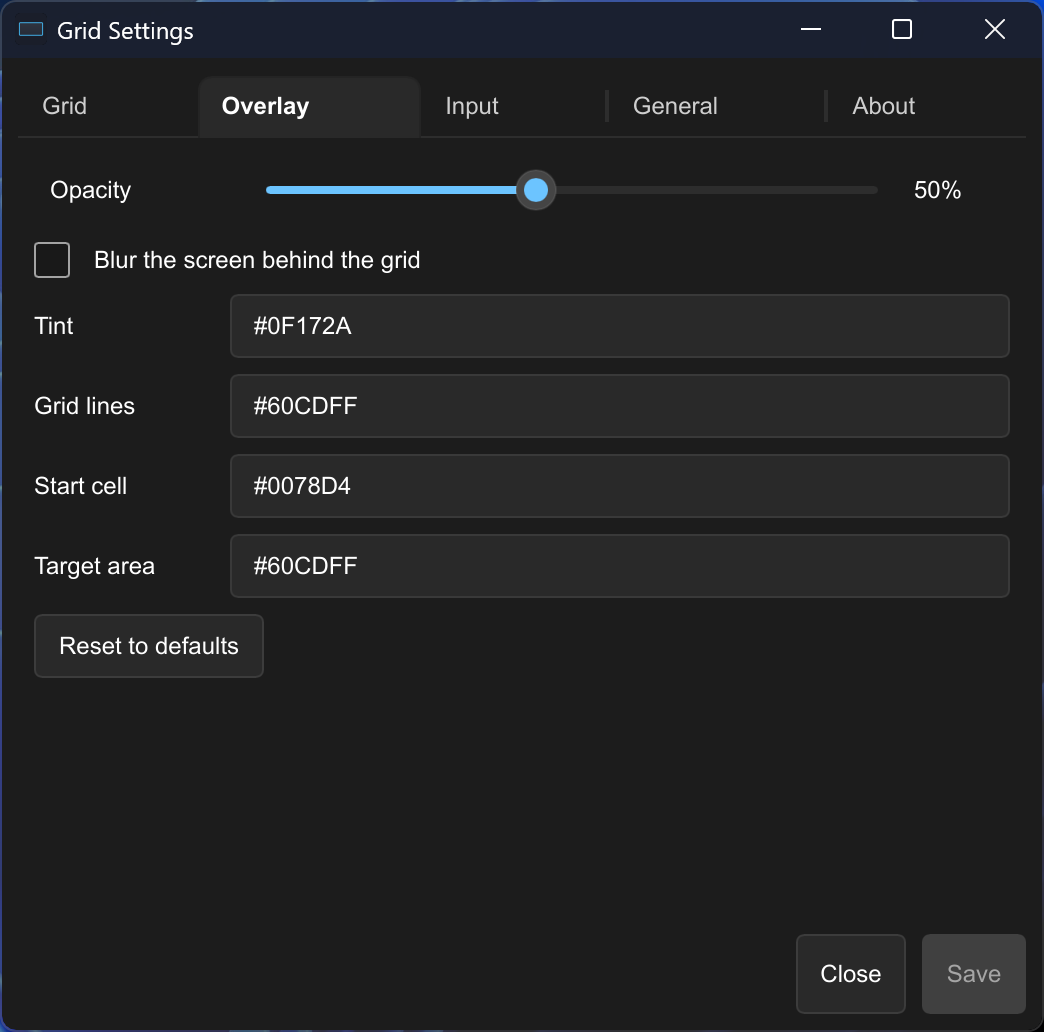 Grid Settings
Grid Overlay Input General About
Opacity 50%
Blur the screen behind the grid
Tint #0F172A
Grid lines #60CDFF
Start cell #0078D4
Target area #60CDFF
Reset to defaults
Close Save